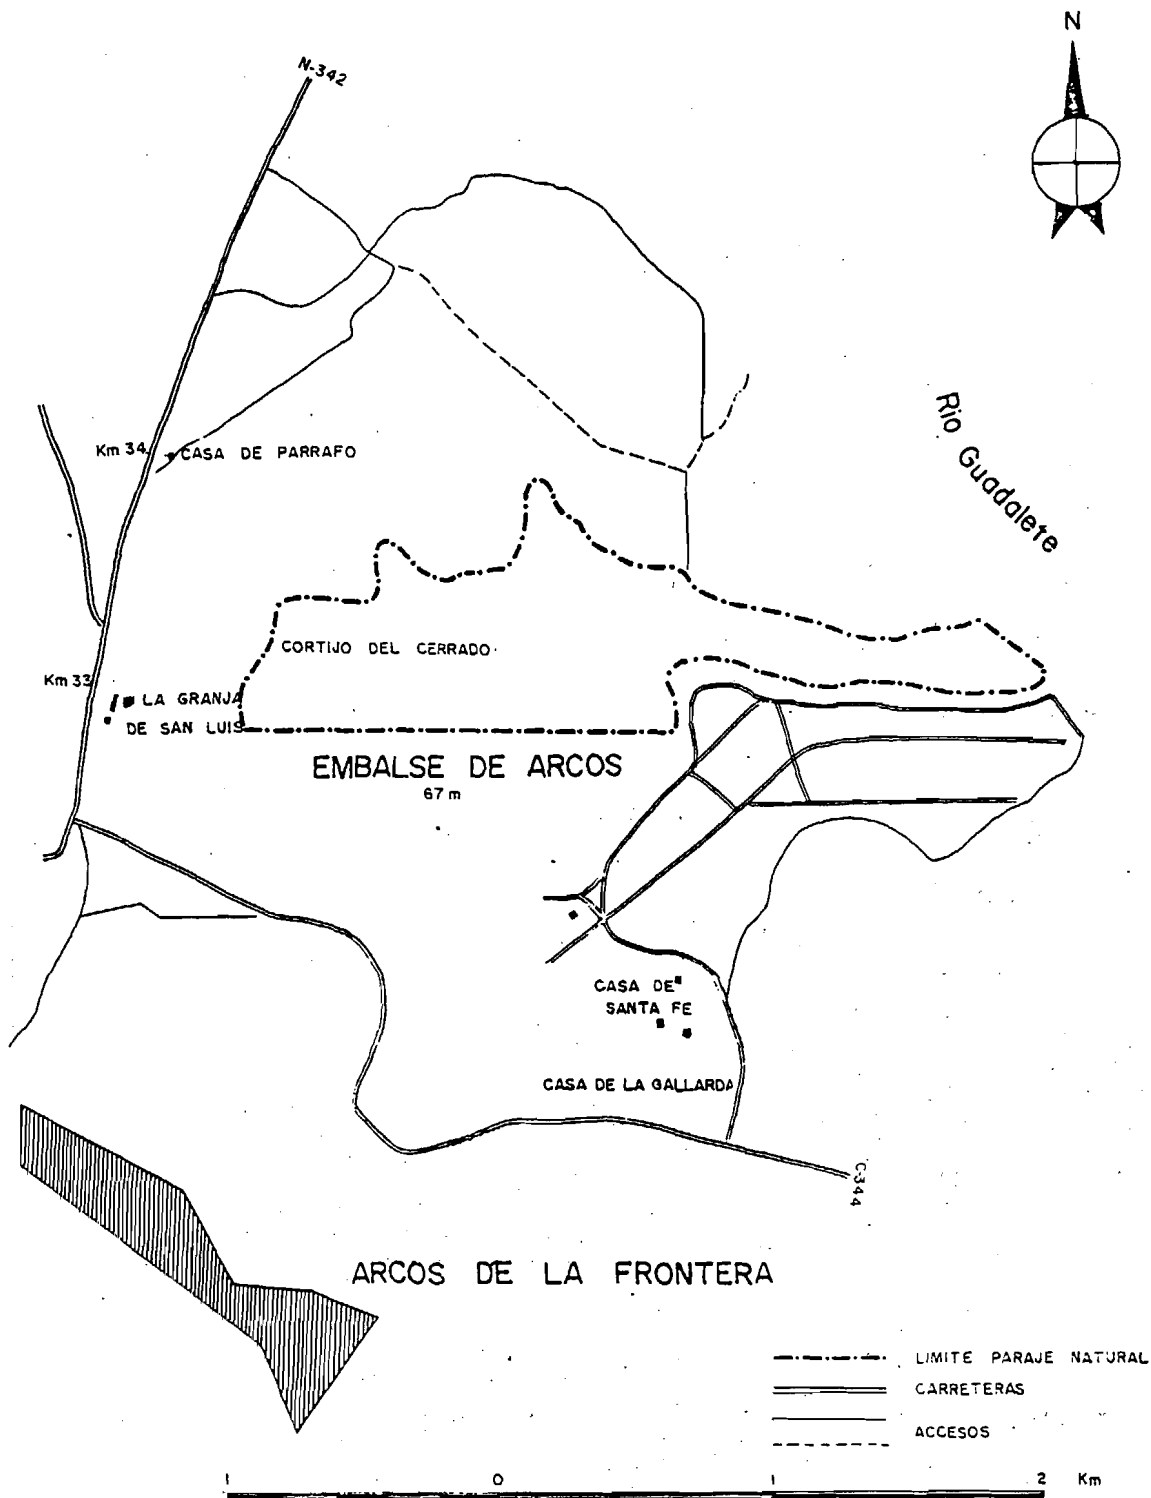 N
N-342
Rio Guadalete
Km 34
CASA DE PARRAFO
CORTIJO DEL CERRADO
Km 33
LA GRANJA
DE SAN LUIS
EMBALSE DE ARCOS
67 m
CASA DE
SANTA FE
CASA DE LA GALLARDA
C-344
ARCOS DE LA FRONTERA
LIMITE PARAJE NATURAL
CARRETERAS
ACCESOS
1 0 1 2 Km